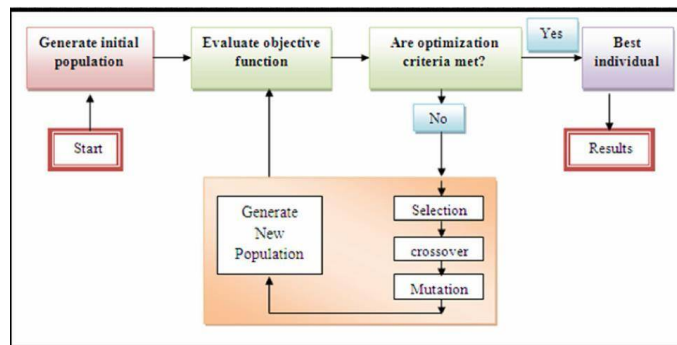 Generate initial
population
Evaluate objective
function
Are optimization
criteria met?
Yes
Best
individual
Start
No
Results
Generate
New
Population
Selection
crossover
Mutation